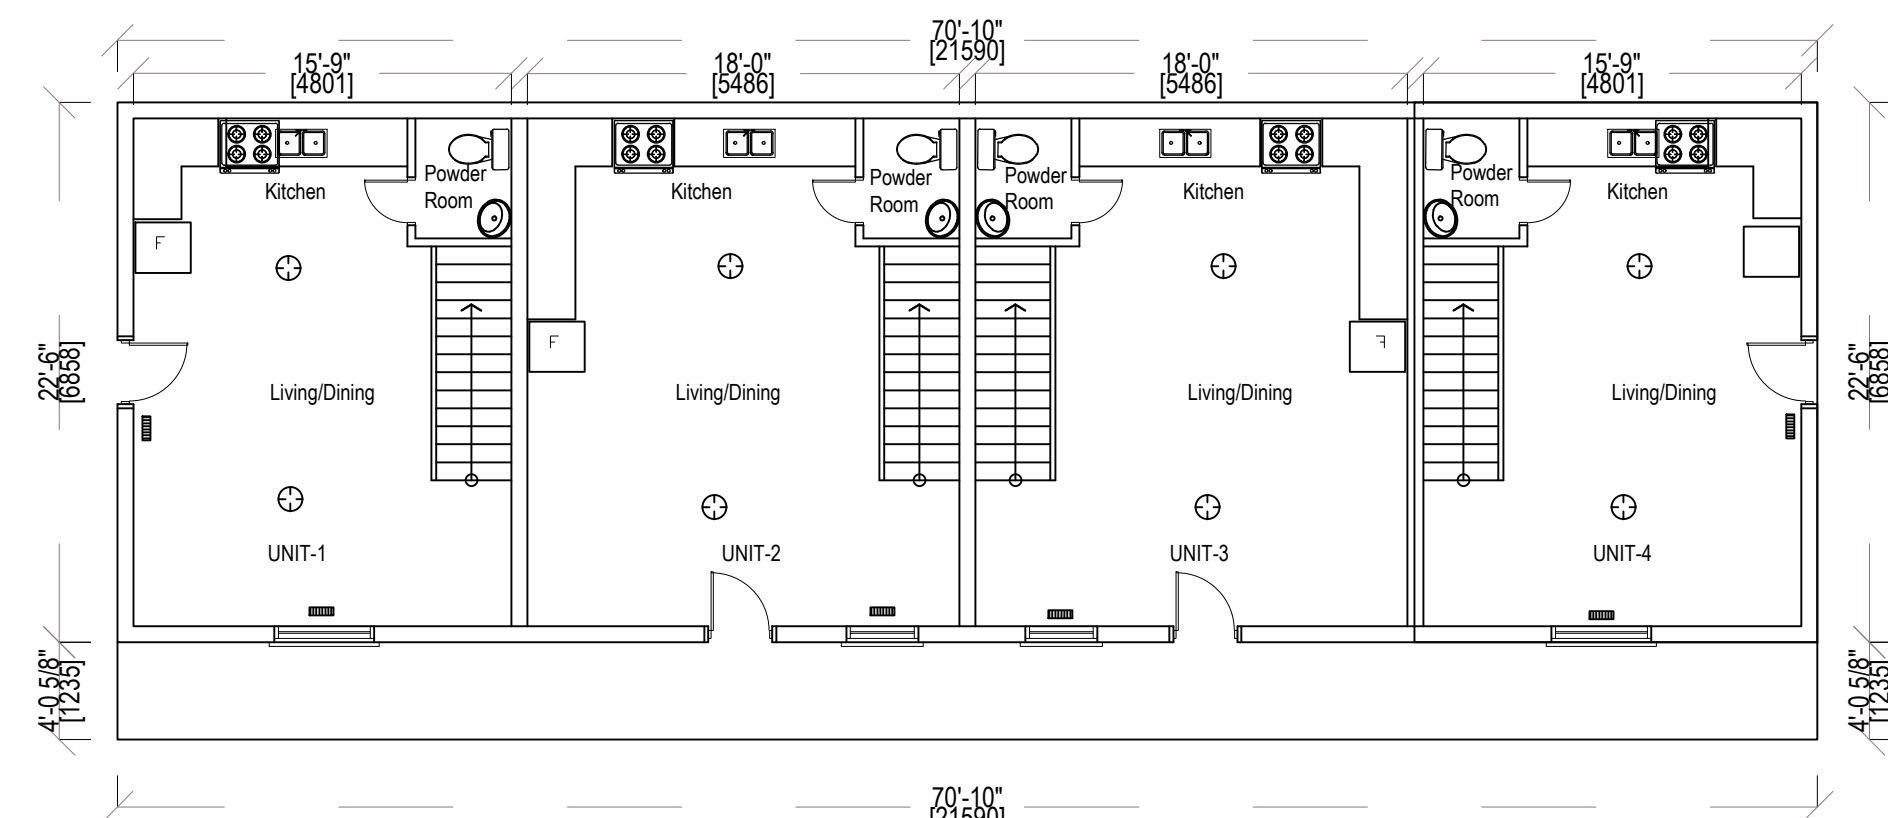 70'-10"
[21590]
15'-9"
[4801]
18'-0"
[5486]
18'-0"
[5486]
15'-9"
[4801]
Powder
Room
Kitchen
Kitchen
Powder
Room
Powder
Room
Kitchen
Powder
Room
Kitchen
F
F
F
22'-6"
[6858]
Living/Dining
Living/Dining
Living/Dining
Living/Dining
22'-6"
[6858]
UNIT-1
UNIT-2
UNIT-3
UNIT-4
4'-0 5/8"
[1235]
4'-0 5/8"
[1235]
70'-10"
[21590]